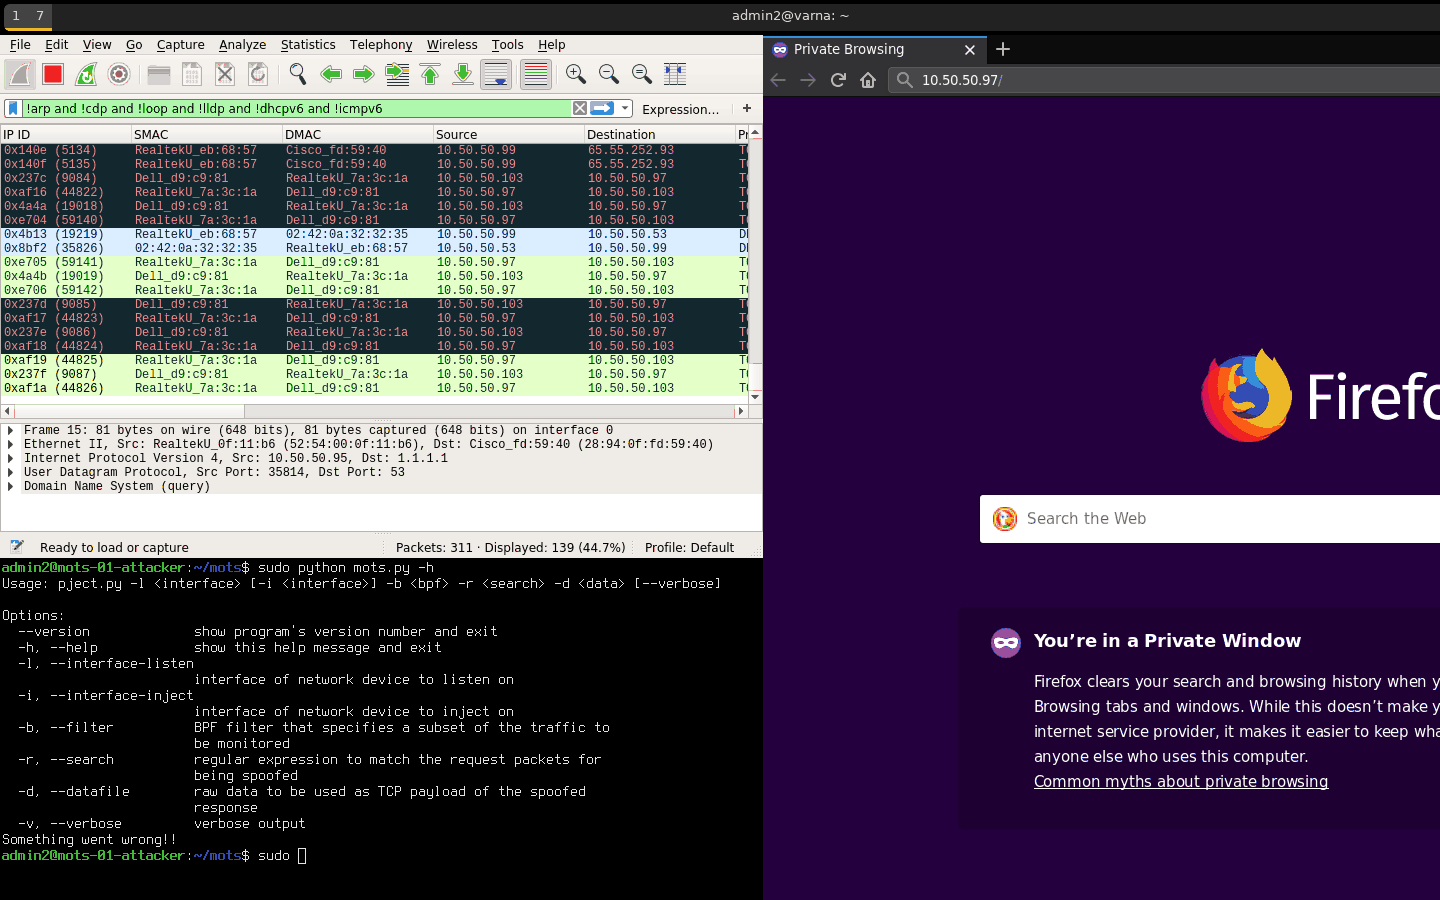 1 7
admin2@varna: ~
File Edit View Go Capture Analyze Statistics Telephony Wireless Tools Help
!arp and !cdp and !loop and !lldp and !dhcpv6 and !icmpv6 Expression… +
IP ID SMAC DMAC Source Destination
0x140e (5134) RealtekU_eb:68:57 Cisco_fd:59:40 10.50.50.99 65.55.252.93
0x140f (5135) RealtekU_eb:68:57 Cisco_fd:59:40 10.50.50.99 65.55.252.93
0x237c (9084) Dell_d9:c9:81 RealtekU_7a:3c:1a 10.50.50.103 10.50.50.97
0xaf16 (44822) RealtekU_7a:3c:1a Dell_d9:c9:81 10.50.50.97 10.50.50.103
0x4a4a (19018) Dell_d9:c9:81 RealtekU_7a:3c:1a 10.50.50.103 10.50.50.97
0xe704 (59140) RealtekU_7a:3c:1a Dell_d9:c9:81 10.50.50.97 10.50.50.103
0x4b13 (19219) RealtekU_eb:68:57 02:42:0a:32:32:35 10.50.50.99 10.50.50.53
0x8bf2 (35826) 02:42:0a:32:32:35 RealtekU_eb:68:57 10.50.50.53 10.50.50.99
0xe705 (59141) RealtekU_7a:3c:1a Dell_d9:c9:81 10.50.50.97 10.50.50.103
0x4a4b (19019) Dell_d9:c9:81 RealtekU_7a:3c:1a 10.50.50.103 10.50.50.97
0xe706 (59142) RealtekU_7a:3c:1a Dell_d9:c9:81 10.50.50.97 10.50.50.103
0x237d (9085) Dell_d9:c9:81 RealtekU_7a:3c:1a 10.50.50.103 10.50.50.97
0xaf17 (44823) RealtekU_7a:3c:1a Dell_d9:c9:81 10.50.50.97 10.50.50.103
0x237e (9086) Dell_d9:c9:81 RealtekU_7a:3c:1a 10.50.50.103 10.50.50.97
0xaf18 (44824) RealtekU_7a:3c:1a Dell_d9:c9:81 10.50.50.97 10.50.50.103
0xaf19 (44825) RealtekU_7a:3c:1a Dell_d9:c9:81 10.50.50.97 10.50.50.103
0x237f (9087) Dell_d9:c9:81 RealtekU_7a:3c:1a 10.50.50.103 10.50.50.97
0xaf1a (44826) RealtekU_7a:3c:1a Dell_d9:c9:81 10.50.50.97 10.50.50.103
Frame 15: 81 bytes on wire (648 bits), 81 bytes captured (648 bits) on interface 0
Ethernet II, Src: RealtekU_0f:11:b6 (52:54:00:0f:11:b6), Dst: Cisco_fd:59:40 (28:94:0f:fd:59:40)
Internet Protocol Version 4, Src: 10.50.50.95, Dst: 1.1.1.1
User Datagram Protocol, Src Port: 35814, Dst Port: 53
Domain Name System (query)
Ready to load or capture Packets: 311 · Displayed: 139 (44.7%) Profile: Default
admin2@mots-01-attacker:~/mots$ sudo python mots.py -h
Usage: pject.py -l <interface> [-i <interface>] -b <bpf> -r <search> -d <data> [--verbose]
Options:
--version show program's version number and exit
-h, --help show this help message and exit
-l, --interface-listen
interface of network device to listen on
-i, --interface-inject
interface of network device to inject on
-b, --filter BPF filter that specifies a subset of the traffic to
be monitored
-r, --search regular expression to match the request packets for
being spoofed
-d, --datafile raw data to be used as TCP payload of the spoofed
response
-v, --verbose verbose output
Something went wrong!!
admin2@mots-01-attacker:~/mots$ sudo
Private Browsing
10.50.50.97/
Firefo
Search the Web
You’re in a Private Window
Firefox clears your search and browsing history when y
Browsing tabs and windows. While this doesn’t make y
internet service provider, it makes it easier to keep wha
anyone else who uses this computer.
Common myths about private browsing